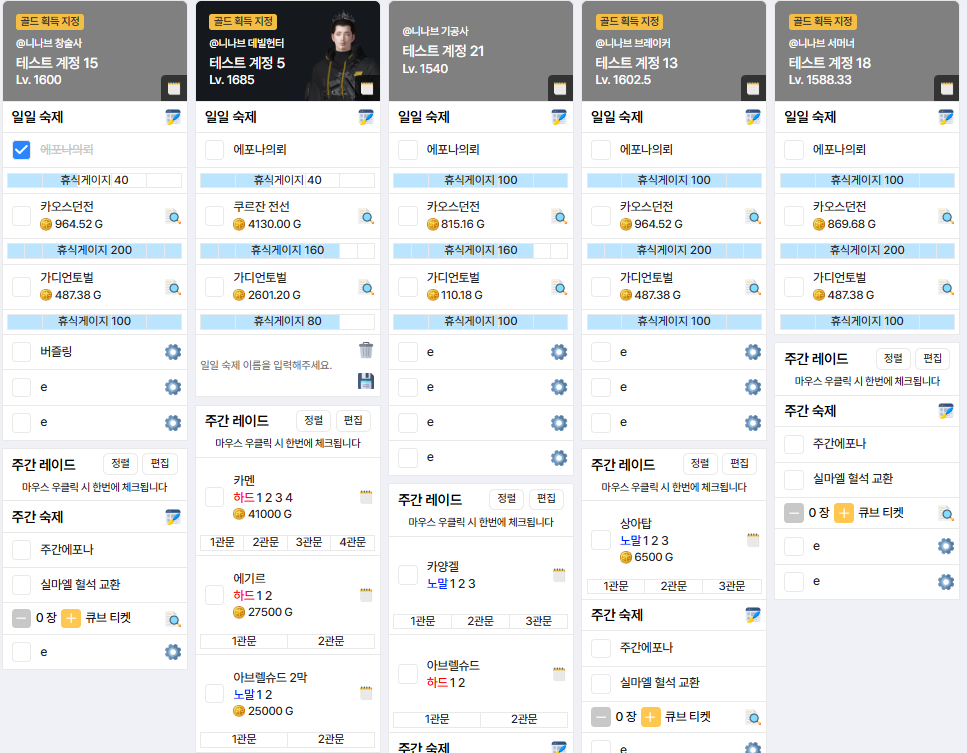 골드 획득 지정
@니나브 창술사
테스트 계정 15
Lv. 1600
일일 숙제
에포나의뢰
휴식게이지 40
카오스던전
964.52 G
휴식게이지 200
가디언토벌
487.38 G
휴식게이지 100
버즐링
e
e
주간 레이드
정렬
편집
마우스 우클릭 시 한번에 체크됩니다
주간 숙제
주간에포나
실마엘 혈석 교환
0 장
큐브 티켓
e
골드 획득 지정
@니나브 데빌헌터
테스트 계정 5
Lv. 1685
일일 숙제
에포나의뢰
휴식게이지 40
쿠르잔 전선
4130.00 G
휴식게이지 160
가디언토벌
2601.20 G
휴식게이지 80
일일 숙제 이름을 입력해주세요.
주간 레이드
정렬
편집
마우스 우클릭 시 한번에 체크됩니다
카멘
하드 1 2 3 4
41000 G
1관문 2관문 3관문 4관문
에기르
하드 1 2
27500 G
1관문 2관문
아브렐슈드 2막
노말 1 2
25000 G
1관문 2관문
@니나브 기공사
테스트 계정 21
Lv. 1540
일일 숙제
에포나의뢰
휴식게이지 100
카오스던전
815.16 G
휴식게이지 160
가디언토벌
110.18 G
휴식게이지 100
e
e
e
e
주간 레이드
정렬
편집
마우스 우클릭 시 한번에 체크됩니다
카양겔
노말 1 2 3
1관문 2관문 3관문
아브렐슈드
하드 1 2
1관문 2관문
주간 숙제
골드 획득 지정
@니나브 브레이커
테스트 계정 13
Lv. 1602.5
일일 숙제
에포나의뢰
휴식게이지 100
카오스던전
964.52 G
휴식게이지 200
가디언토벌
487.38 G
휴식게이지 100
e
e
e
주간 레이드
정렬
편집
마우스 우클릭 시 한번에 체크됩니다
상아탑
노말 1 2 3
6500 G
1관문 2관문 3관문
주간 숙제
주간에포나
실마엘 혈석 교환
0 장
큐브 티켓
e
골드 획득 지정
@니나브 서머너
테스트 계정 18
Lv. 1588.33
일일 숙제
에포나의뢰
휴식게이지 100
카오스던전
869.68 G
휴식게이지 200
가디언토벌
487.38 G
휴식게이지 100
주간 레이드
정렬
편집
마우스 우클릭 시 한번에 체크됩니다
주간 숙제
주간에포나
실마엘 혈석 교환
0 장
큐브 티켓
e
e